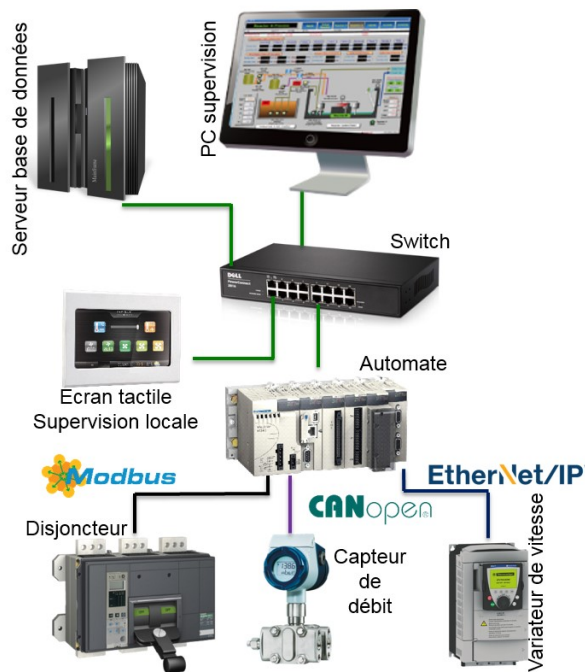 Serveur base de données
PC supervision
Switch
DELL
Ecran tactile
Supervision locale
Automate
Modbus
EtherNet/IP
CANopen
Disjoncteur
Capteur
de
débit
Variateur de vitesse